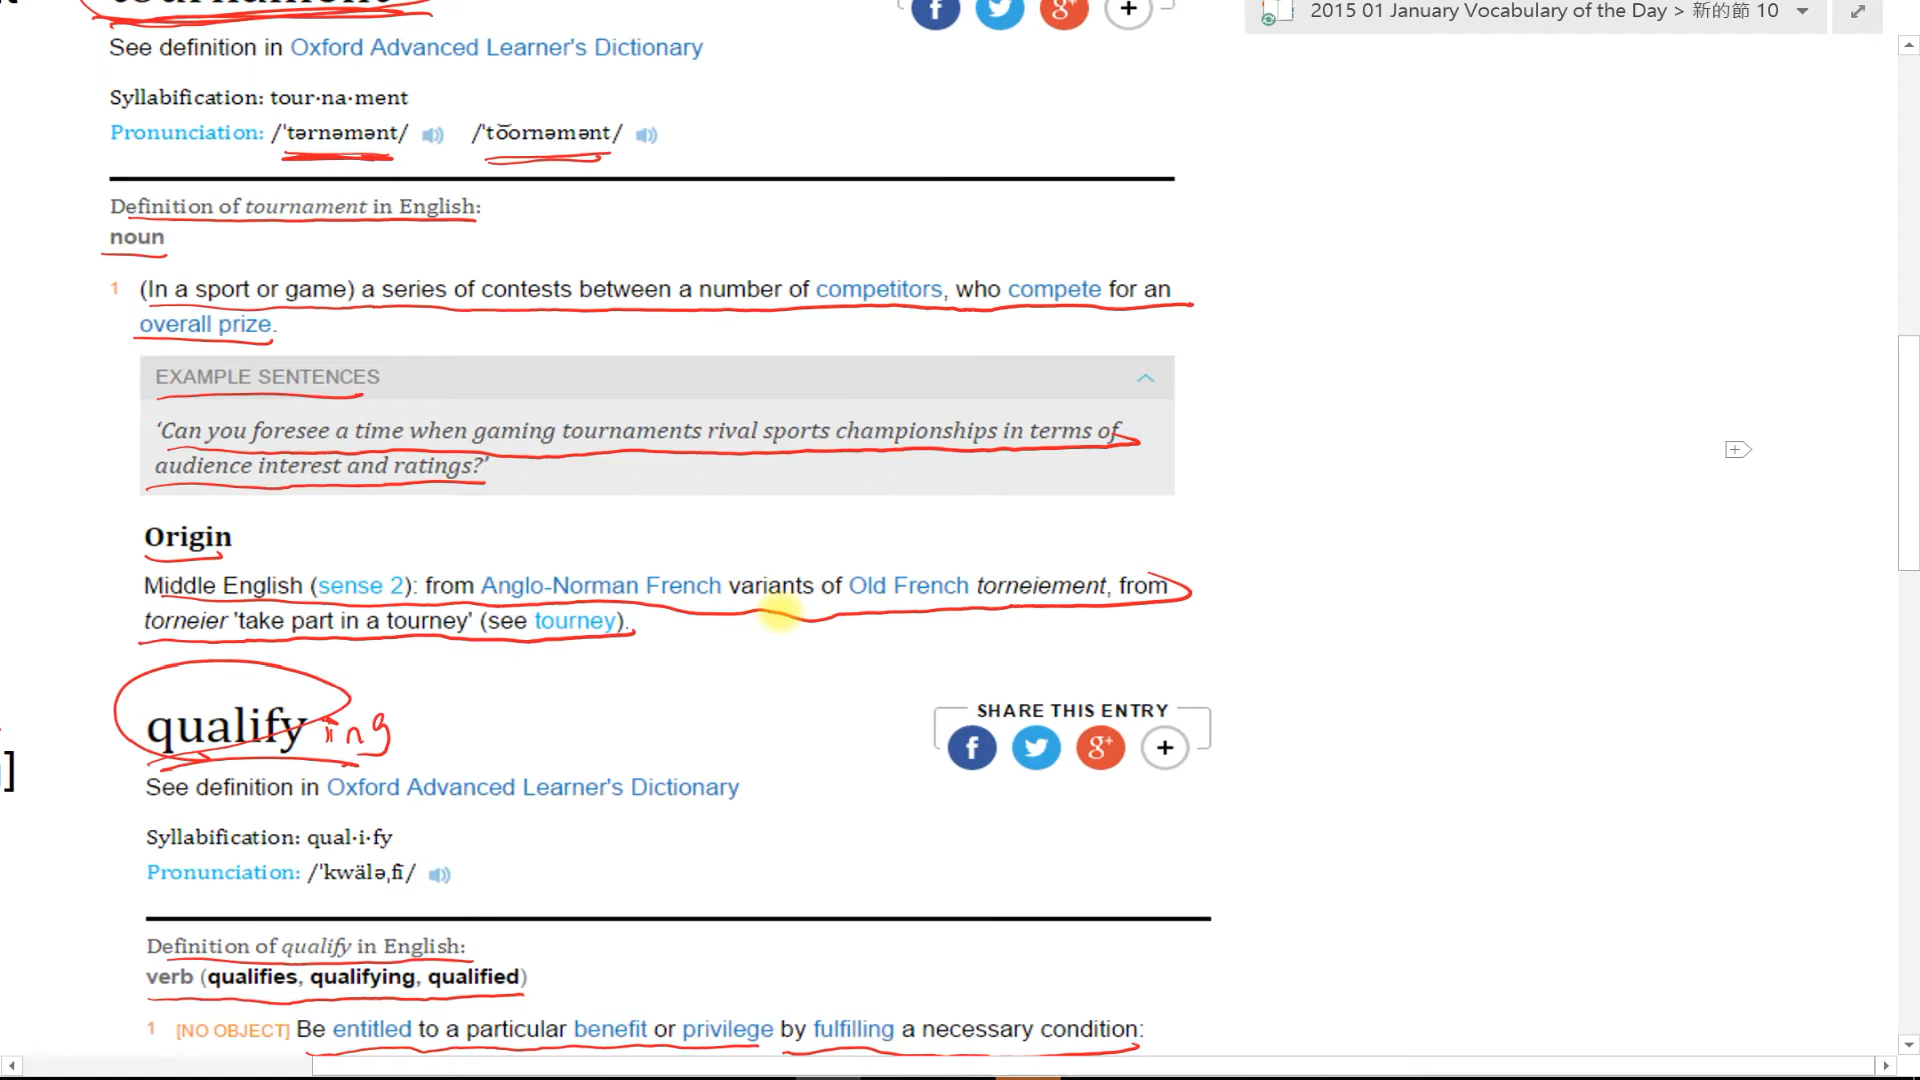 tournament
2015 01 January Vocabulary of the Day > 新的節 10
See definition in Oxford Advanced Learner's Dictionary
Syllabification: tour·na·ment
Pronunciation: /ˈtərnəmənt/ /ˈto͝ornəmənt/
Definition of tournament in English:
noun
1 (In a sport or game) a series of contests between a number of competitors, who compete for an
overall prize.
EXAMPLE SENTENCES
‘Can you foresee a time when gaming tournaments rival sports championships in terms of
audience interest and ratings?’
Origin
Middle English (sense 2): from Anglo-Norman French variants of Old French torneiement, from
torneier 'take part in a tourney' (see tourney).
qualify ing
SHARE THIS ENTRY
See definition in Oxford Advanced Learner's Dictionary
Syllabification: qual·i·fy
Pronunciation: /ˈkwäləˌfī/
Definition of qualify in English:
verb (qualifies, qualifying, qualified)
1 [NO OBJECT] Be entitled to a particular benefit or privilege by fulfilling a necessary condition: